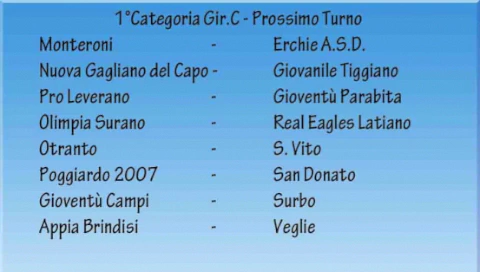 1°Categoria Gir.C - Prossimo Turno
Monteroni - Erchie A.S.D.
Nuova Gagliano del Capo - Giovanile Tiggiano
Pro Leverano - Gioventù Parabita
Olimpia Surano - Real Eagles Latiano
Otranto - S. Vito
Poggiardo 2007 - San Donato
Gioventù Campi - Surbo
Appia Brindisi - Veglie